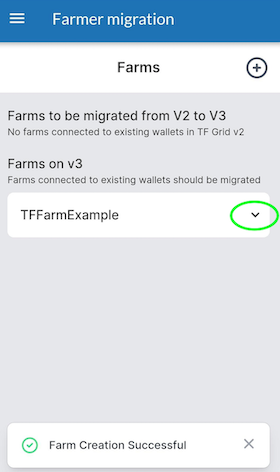 Farmer migration
Farms
Farms to be migrated from V2 to V3
No farms connected to existing wallets in TF Grid v2
Farms on v3
Farms connected to existing wallets should be migrated
TFFarmExample
Farm Creation Successful